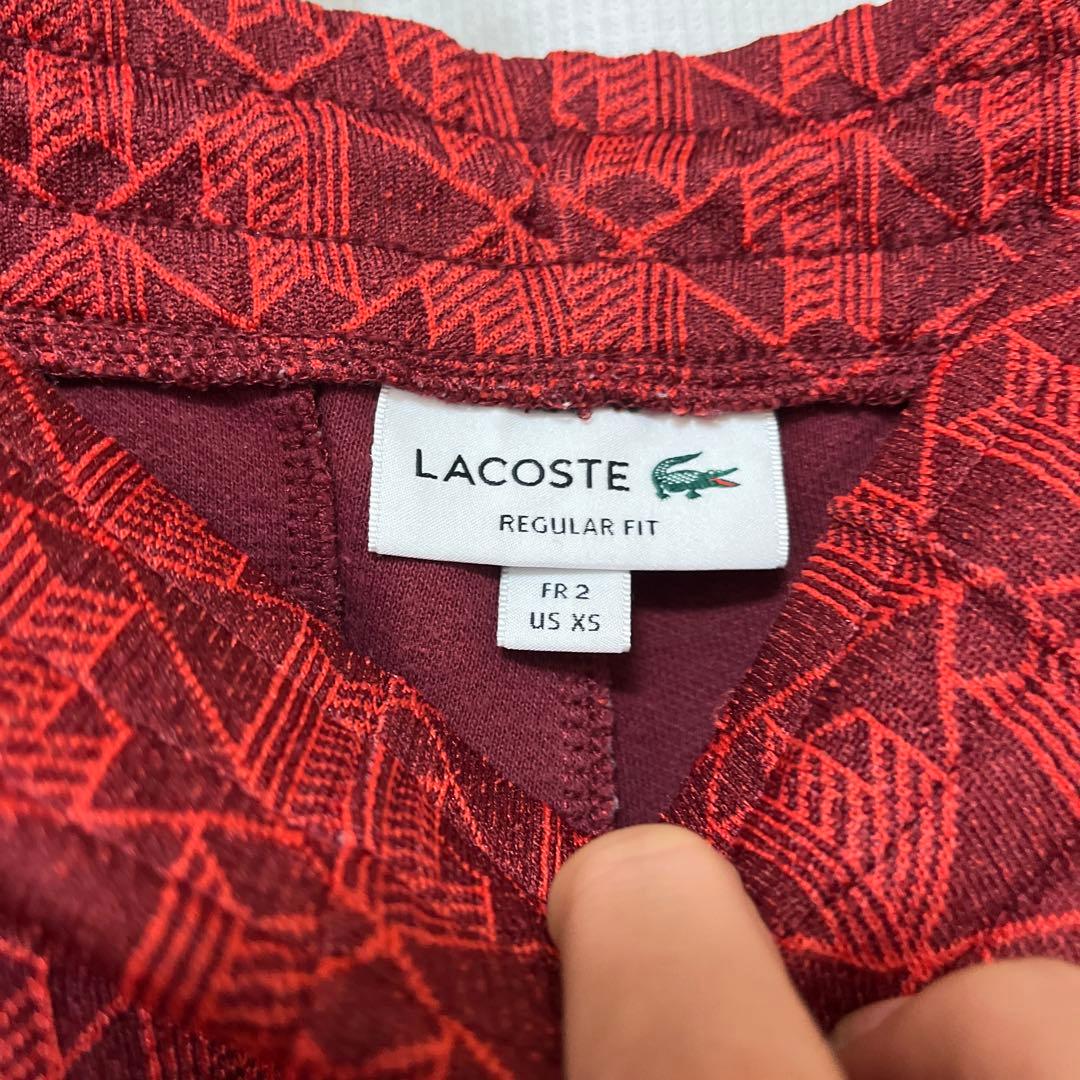 LACOSTE
REGULAR FIT
FR 2
US XS